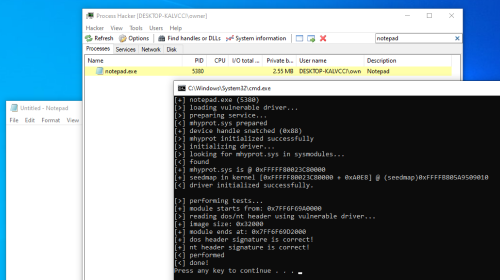 Process Hacker [DESKTOP-KALVCC\owner]
Hacker View Tools Users Help
Refresh Options Find handles or DLLs System information notepad
Processes Services Network Disk
Name PID CPU I/O total ... Private b... User name Description
notepad.exe 5380 2.55 MB DESKTOP-KALVCC\own Notepad
Untitled - Notepad
File Edit Format View
C:\Windows\System32\cmd.exe
[+] notepad.exe (5380)
[>] loading vulnerable driver...
[>] preparing service...
[<] mhyprot.sys prepared
[+] device handle snatched (0x88)
[>] mhyprot initialized successfully
[>] initializing driver...
[>] looking for mhyprot.sys in sysmodules...
[<] found
[+] mhyprot.sys is @ 0xFFFFF80023C80000
[+] seedmap in kernel [0xFFFFF80023C80000 + 0xA0E8] @ (seedmap)0xFFFFB805A9509010
[<] driver initialized successfully.
[>] performing tests...
[+] module starts from: 0x7FF6F69A0000
[>] reading dos/nt header using vulnerable driver...
[+] image size: 0x32000
[+] module ends at: 0x7FF6F69D2000
[+] dos header signature is correct!
[+] nt header signature is correct!
[<] performed
[<] done!
Press any key to continue . . .